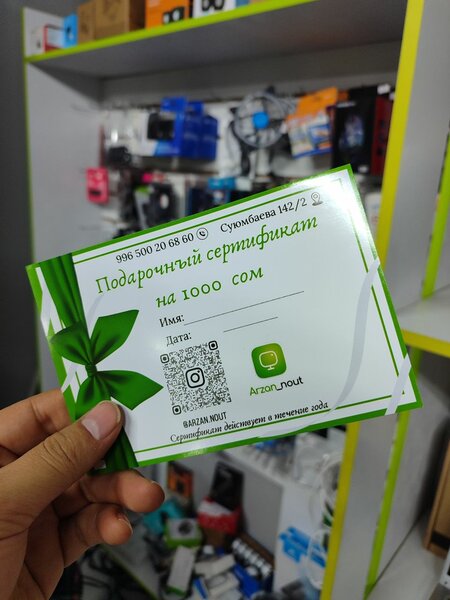 996 500 20 68 60 Суюмбаева 142/2
Подарочный сертификат
на 1000 сом
Имя:
Дата:
Arzan_nout
@ARZAN.NOUT
Сертификат действует в течение года